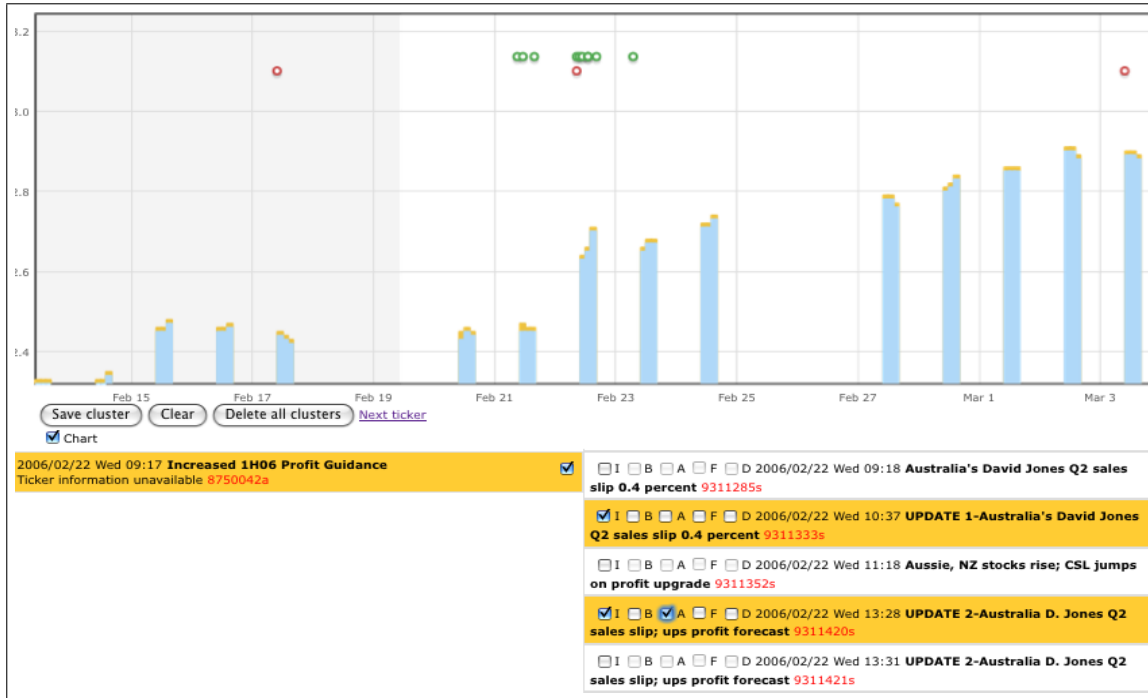 3.2
3.0
2.8
2.6
2.4
Feb 15 Feb 17 Feb 19 Feb 21 Feb 23 Feb 25 Feb 27 Mar 1 Mar 3
Save cluster Clear Delete all clusters Next ticker
Chart
2006/02/22 Wed 09:17 Increased 1H06 Profit Guidance
Ticker information unavailable 8750042a
I B A F D 2006/02/22 Wed 09:18 Australia's David Jones Q2 sales
slip 0.4 percent 9311285s
I B A F D 2006/02/22 Wed 10:37 UPDATE 1-Australia's David Jones
Q2 sales slip 0.4 percent 9311333s
I B A F D 2006/02/22 Wed 11:18 Aussie, NZ stocks rise; CSL jumps
on profit upgrade 9311352s
I B A F D 2006/02/22 Wed 13:28 UPDATE 2-Australia D. Jones Q2
sales slip; ups profit forecast 9311420s
I B A F D 2006/02/22 Wed 13:31 UPDATE 2-Australia D. Jones Q2
sales slip; ups profit forecast 9311421s